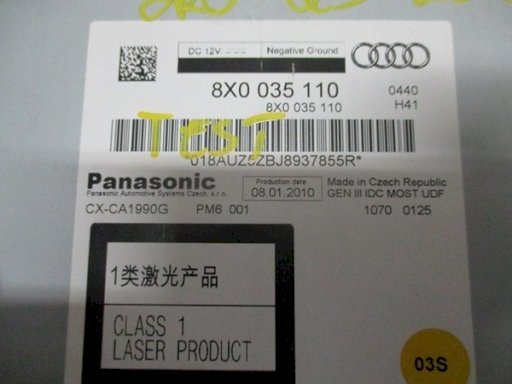 DC 12V
Negative Ground
8X0 035 110
0440
8X0 035 110
H41
TEST
*018AUZ5ZBJ8937855R*
Panasonic
Panasonic Automotive Systems Czech, s.r.o.
Production date
08.01.2010
Made in Czech Republic
GEN III IDC MOST UDF
CX-CA1990G PM6 001
1070 0125
1类激光产品
CLASS 1
LASER PRODUCT
03S